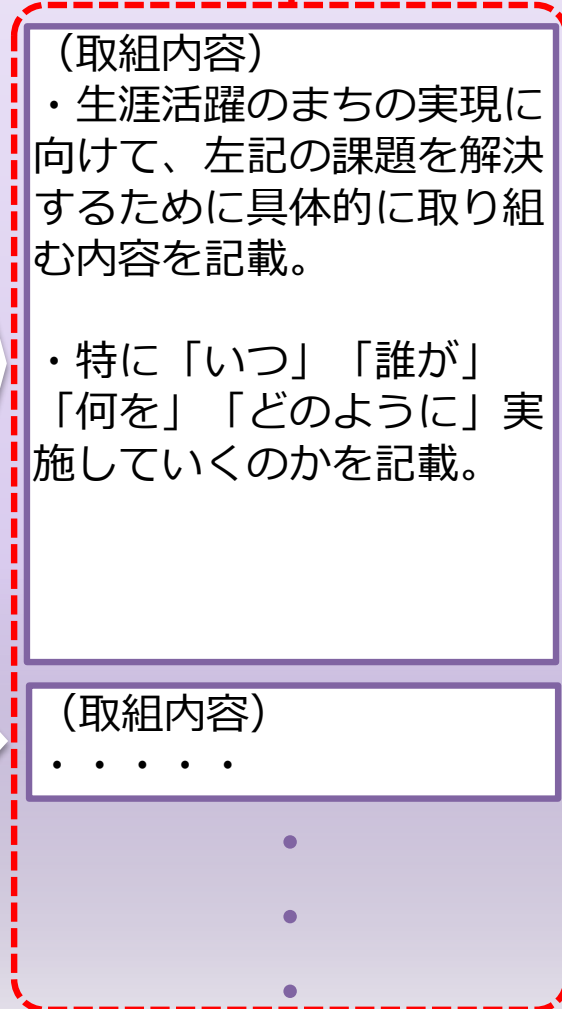 （取組内容）
・生涯活躍のまちの実現に
向けて、左記の課題を解決
するために具体的に取り組
む内容を記載。
・特に「いつ」「誰が」
「何を」「どのように」実
施していくのかを記載。
（取組内容）
・・・・・
・
・
・